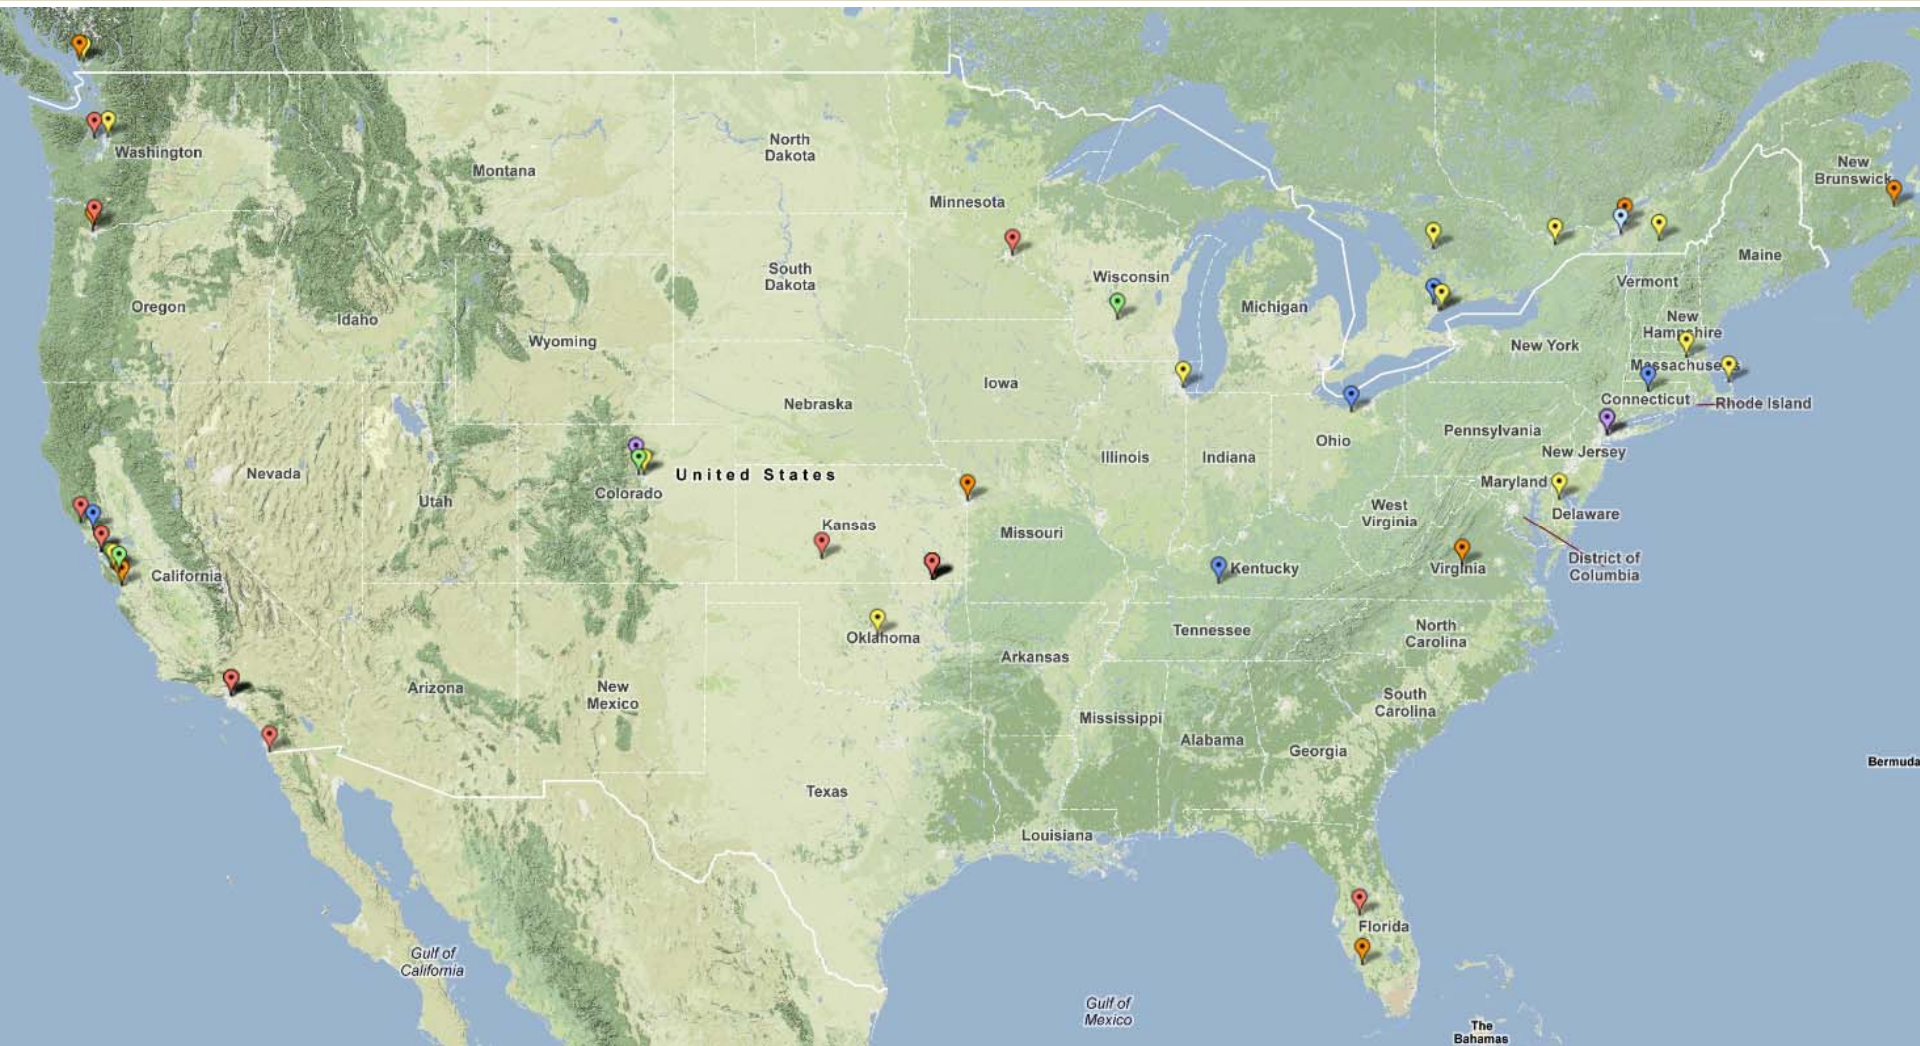 North
Dakota
Washington
Montana
New
Brunswick
Minnesota
Maine
South
Dakota
Wisconsin
Vermont
Oregon
Idaho
Michigan
New
Hampshire
Wyoming
New York
Massachuse
Iowa
Nebraska
Connecticut
Rhode Island
Ohio
Pennsylvania
New Jersey
Illinois
Indiana
Nevada
United States
Utah
Colorado
Maryland
West
Virginia
Delaware
Kansas
Missouri
District of
Columbia
California
Kentucky
Virginia
Oklahoma
Tennessee
North
Carolina
Arkansas
Arizona
New
Mexico
South
Carolina
Mississippi
Alabama
Georgia
Bermuda
Texas
Louisiana
Florida
Gulf of
California
Gulf of
Mexico
The
Bahamas